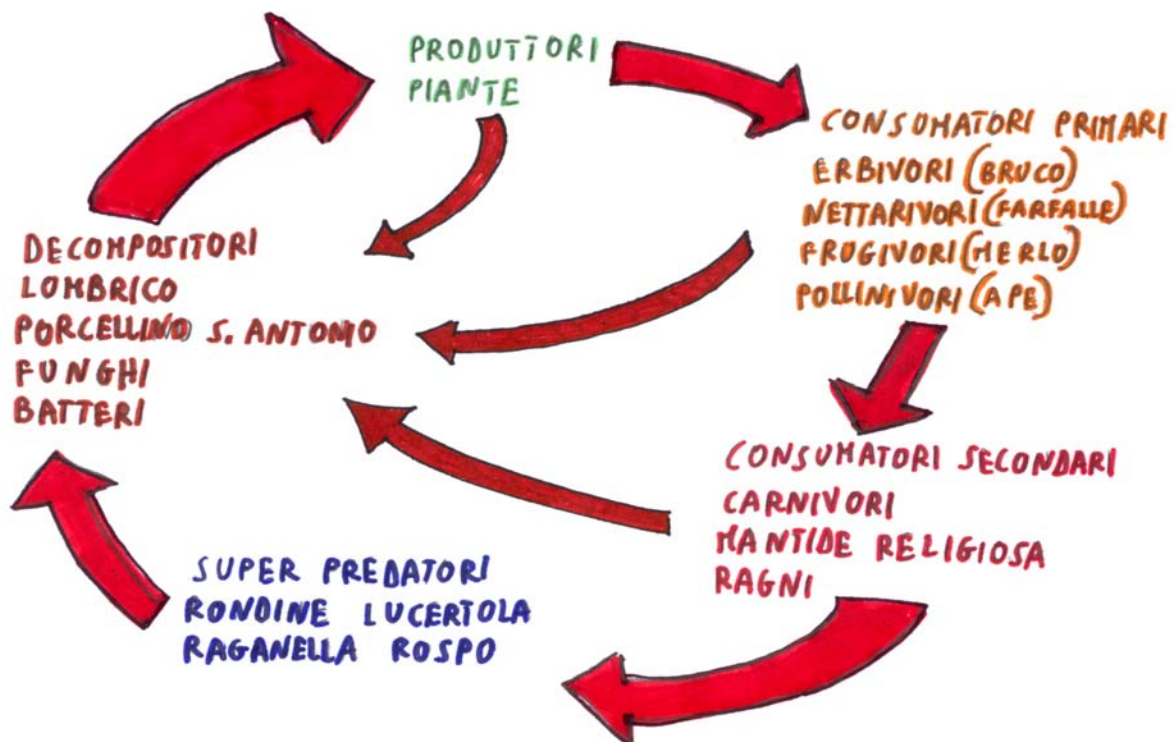 PRODUTTORI
PIANTE
CONSUMATORI PRIMARI
ERBIVORI (BRUCO)
NETTARIVORI (FARFALLE)
FRUGIVORI (MERLO)
POLLINIVORI (APE)
CONSUMATORI SECONDARI
CARNIVORI
MANTIDE RELIGIOSA
RAGNI
SUPER PREDATORI
RONDINE LUCERTOLA
RAGANELLA ROSPO
DECOMPOSITORI
LOMBRICO
PORCELLINO S. ANTONIO
FUNGHI
BATTERI